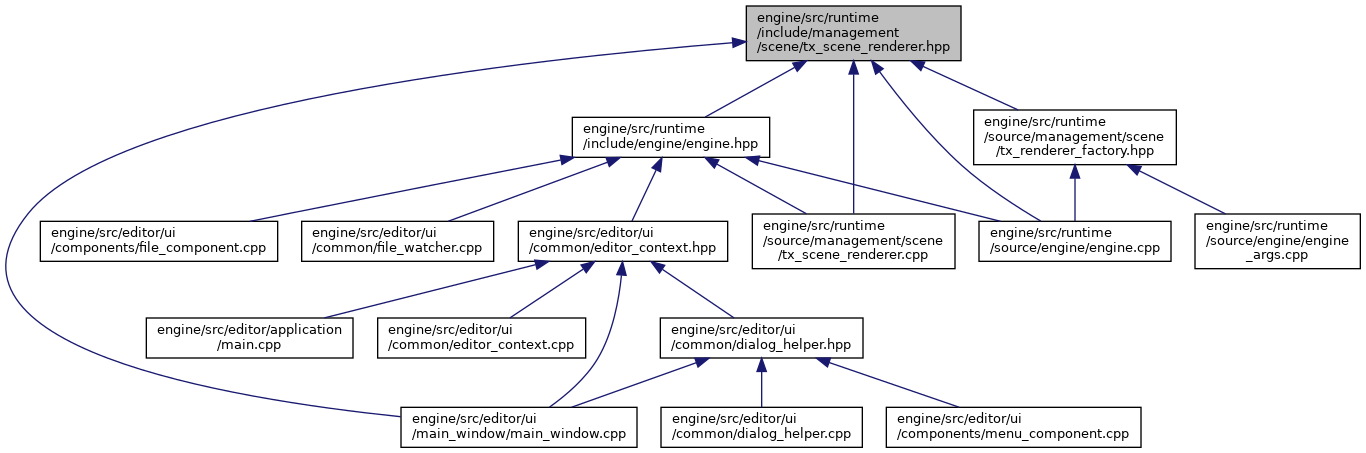 engine/src/runtime
/include/management
/scene/tx_scene_renderer.hpp
engine/src/runtime
/include/engine/engine.hpp
engine/src/runtime
/source/management/scene
/tx_renderer_factory.hpp
engine/src/editor/ui
/components/file_component.cpp
engine/src/editor/ui
/common/file_watcher.cpp
engine/src/editor/ui
/common/editor_context.hpp
engine/src/runtime
/source/management/scene
/tx_scene_renderer.cpp
engine/src/runtime
/source/engine/engine.cpp
engine/src/runtime
/source/engine/engine
_args.cpp
engine/src/editor/application
/main.cpp
engine/src/editor/ui
/common/editor_context.cpp
engine/src/editor/ui
/common/dialog_helper.hpp
engine/src/editor/ui
/main_window/main_window.cpp
engine/src/editor/ui
/common/dialog_helper.cpp
engine/src/editor/ui
/components/menu_component.cpp